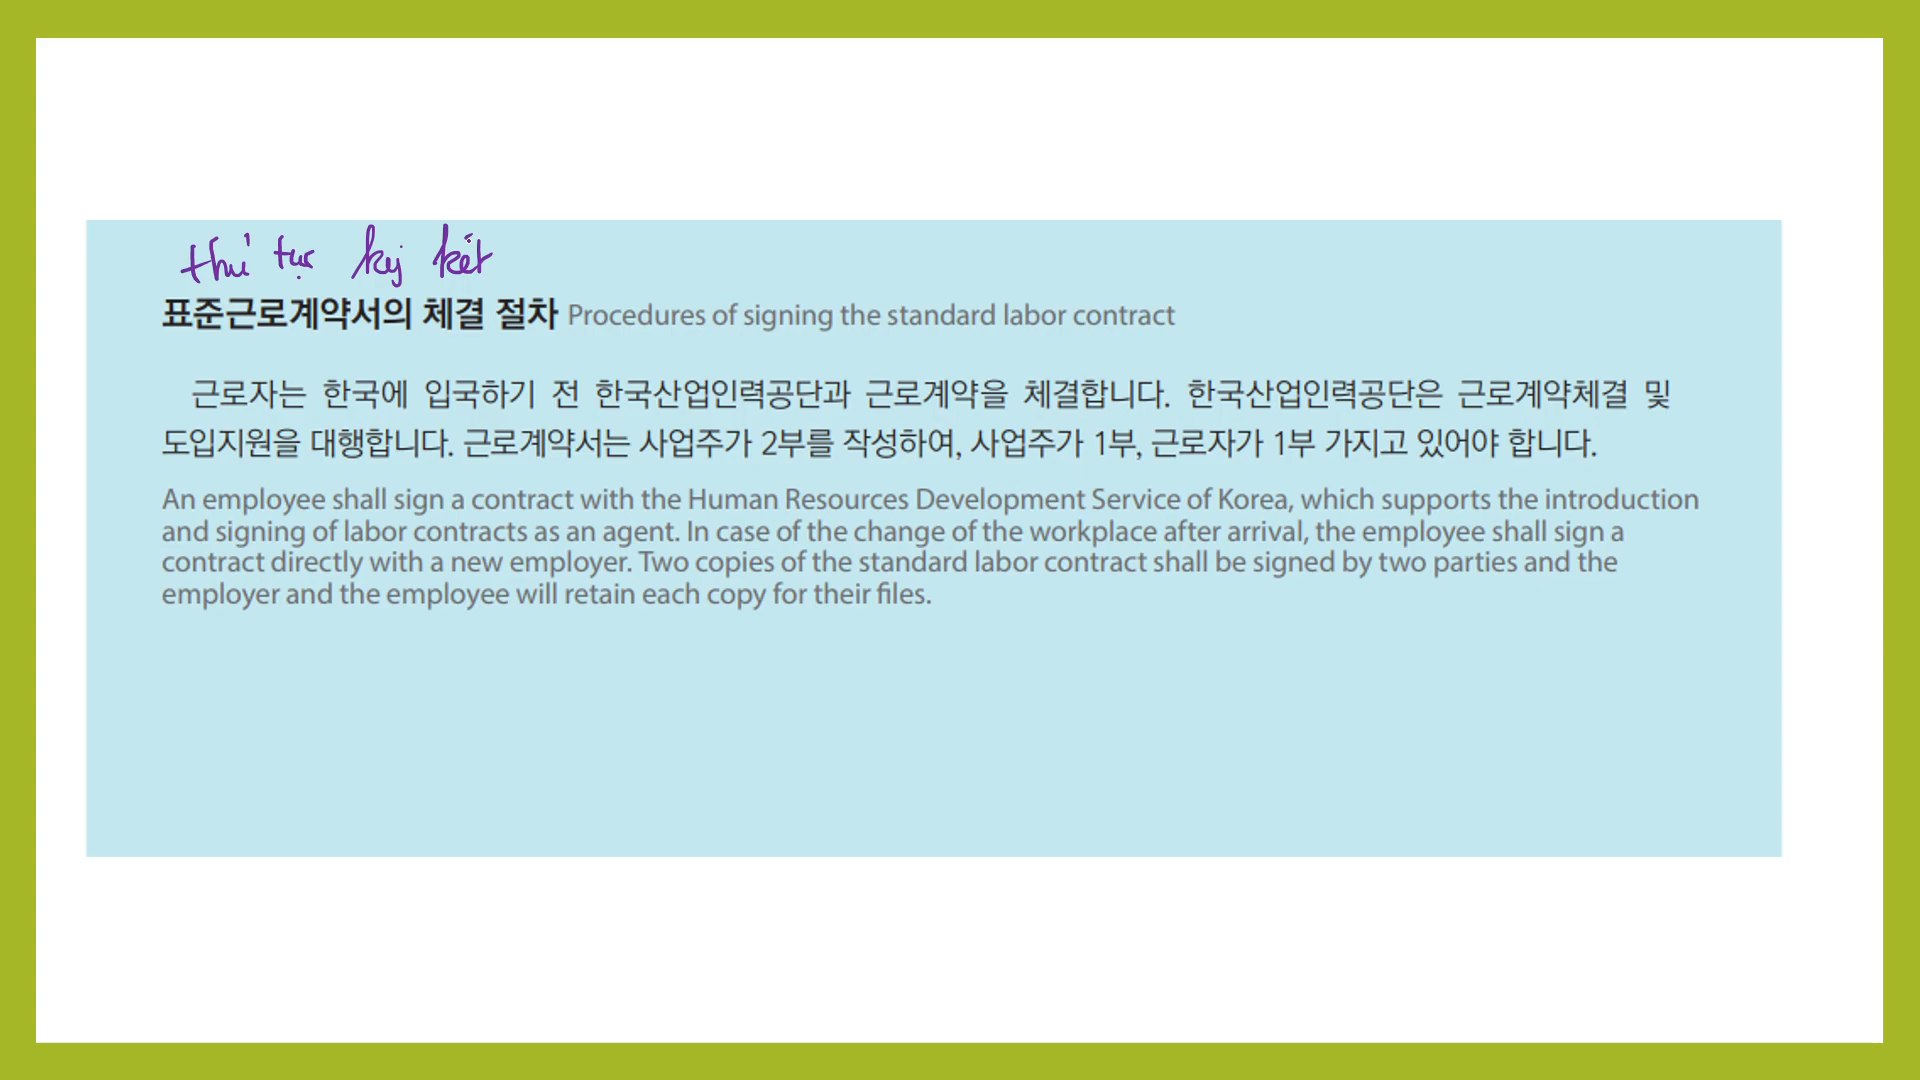 thủ tục ký kết
표준근로계약서의 체결 절차 Procedures of signing the standard labor contract
근로자는 한국에 입국하기 전 한국산업인력공단과 근로계약을 체결합니다. 한국산업인력공단은 근로계약체결 및
도입지원을 대행합니다. 근로계약서는 사업주가 2부를 작성하여, 사업주가 1부, 근로자가 1부 가지고 있어야 합니다.
An employee shall sign a contract with the Human Resources Development Service of Korea, which supports the introduction
and signing of labor contracts as an agent. In case of the change of the workplace after arrival, the employee shall sign a
contract directly with a new employer. Two copies of the standard labor contract shall be signed by two parties and the
employer and the employee will retain each copy for their files.